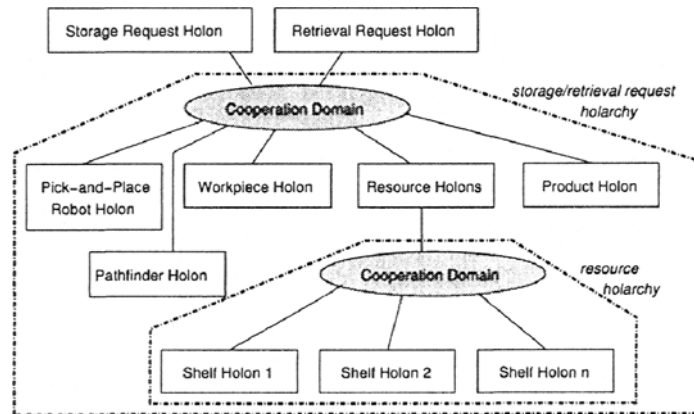 Storage Request Holon
Retrieval Request Holon
storage/retrieval request
holarchy
Cooperation Domain
Pick-and-Place
Robot Holon
Workpiece Holon
Resource Holons
Product Holon
Pathfinder Holon
Cooperation Domain
resource
holarchy
Shelf Holon 1
Shelf Holon 2
Shelf Holon n